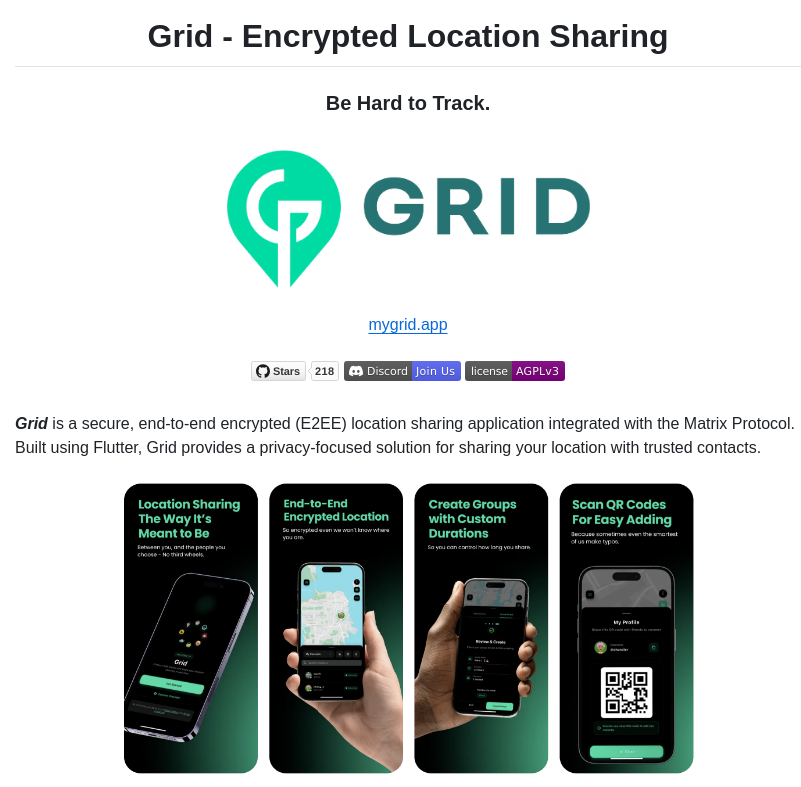 Grid - Encrypted Location Sharing
Be Hard to Track.
GRID
mygrid.app
Stars 218 Discord Join Us license AGPLv3
Grid is a secure, end-to-end encrypted (E2EE) location sharing application integrated with the Matrix Protocol.
Built using Flutter, Grid provides a privacy-focused solution for sharing your location with trusted contacts.
Location Sharing
The Way It's
Meant to Be
Between you, and the people you
choose - No third wheels.
Grid
End-to-End
Encrypted Location
So encrypted even we won't know where
you are.
Create Groups
with Custom
Durations
So you can control how long you share.
Review & Create
Scan QR Codes
For Easy Adding
Because sometimes even the smartest
of us make typos.
My Profile